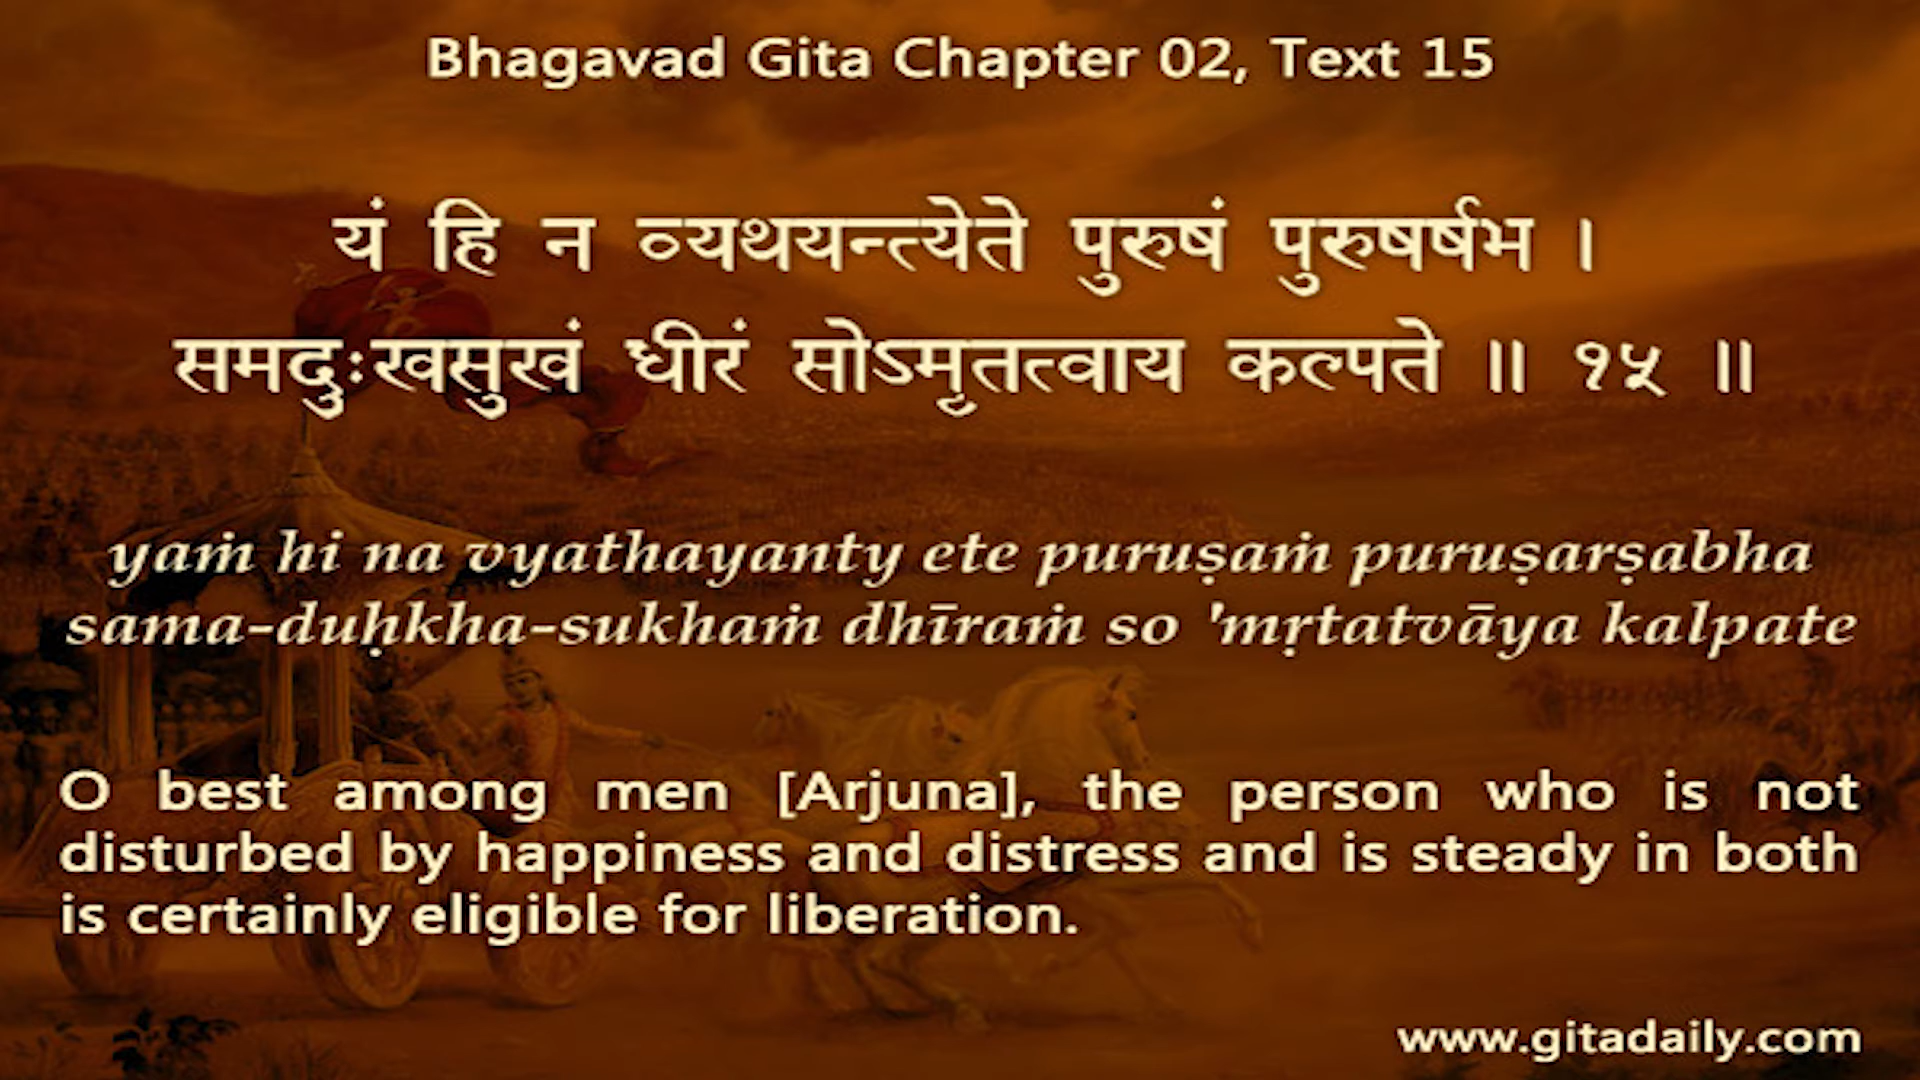 Bhagavad Gita Chapter 02, Text 15
यं हि न व्यथयन्त्येते पुरुषं पुरुषर्षभ ।
समदुःखसुखं धीरं सोऽमृतत्वाय कल्पते ॥ १५ ॥
yaṁ hi na vyathayanty ete puruṣaṁ puruṣarṣabha
sama-duḥkha-sukhaṁ dhīraṁ so 'mṛtatvāya kalpate
O best among men [Arjuna], the person who is not
disturbed by happiness and distress and is steady in both
is certainly eligible for liberation.
www.gitadaily.com